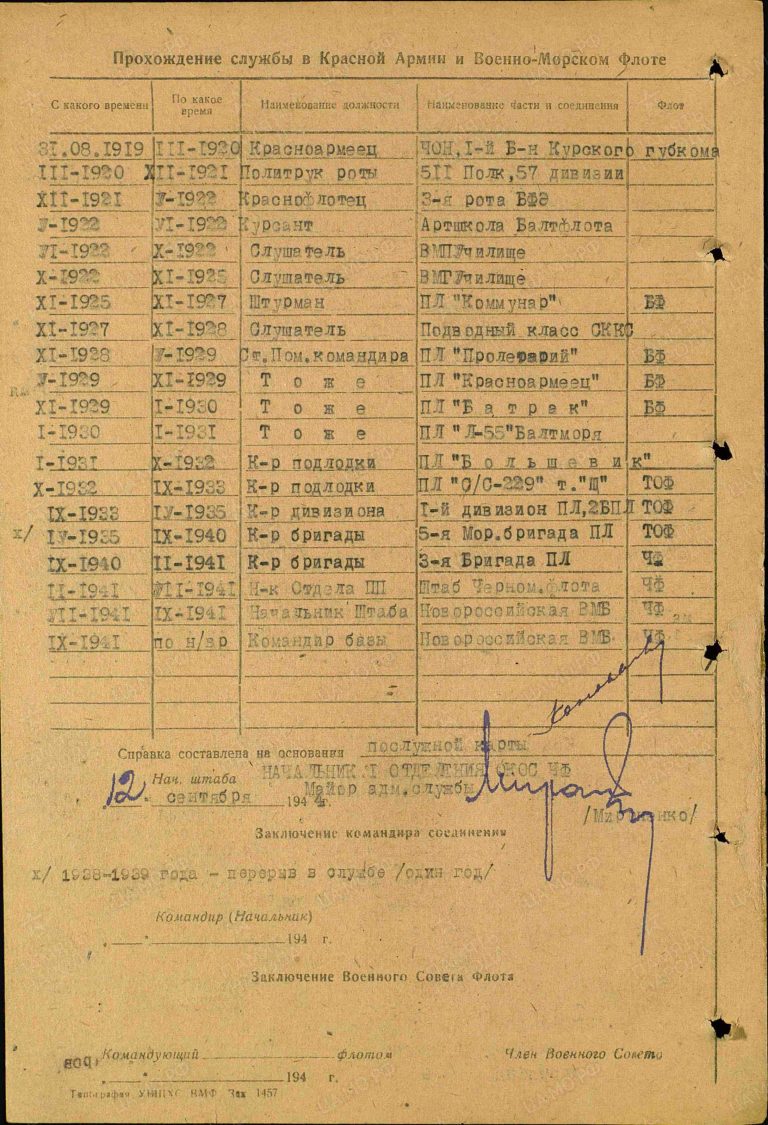 Прохождение службы в Красной Армии и Военно-Морском Флоте
С какого времени По какое время Наименование должности Наименование части и соединения Флот
31.08.1919 III-1920 Красноармеец ЧОН,I-й Б-н Курского губкома
III-1920 XII-1921 Политрук роты 511 Полк,57 дивизии
XII-1921 V-1922 Краснофлотец 3-я рота БФЭ
V-1922 VI-1922 Курсант Артшкола Балтфлота
VI-1922 X-1922 Слушатель ВМПУчилище
X-1922 XI-1925 Слушатель ВМГУчилище
XI-1925 XI-1927 Штурман ПЛ "Коммунар" БФ
XI-1927 XI-1928 Слушатель Подводный класс СККС
XI-1928 V-1929 Ст.Пом.командира ПЛ "Пролетарий" БФ
V-1929 XI-1929 Т о ж е ПЛ "Красноармеец" БФ
XI-1929 I-1930 Т о ж е ПЛ "Б а т р а к" БФ
I-1930 I-1931 Т о ж е ПЛ "Л-55"Балтморя
I-1931 X-1932 К-р подлодки ПЛ "Б о л ь ш е в и к"
X-1932 IX-1933 К-р подлодки ПЛ "С/С-229" т."Щ" ТОФ
IX-1933 IV-1935 К-р дивизиона I-й дивизион ПЛ,2БПЛ ТОФ
х/ IV-1935 IX-1940 К-р бригады 5-я Мор.бригада ПЛ ТОФ
IX-1940 II-1941 К-р бригады 3-я Бригада ПЛ ЧФ
II-1941 VII-1941 Н-к Отдела ПП Штаб Черном.флота ЧФ
VII-1941 IX-1941 Начальник Штаба Новороссийская ВМБ ЧФ
IX-1941 по н/вр Командир базы Новороссийская ВМБ ЧФ
Справка составлена на основании послужной карты
Нач. штаба НАЧАЛЬНИК I ОТДЕЛЕНИЯ ОКОС ЧФ
Майор адм.службы
12 сентября 1944 г.
/Мироненко/
Заключение командира соединения
х/ 1938-1939 года - перерыв в службе /один год/
Командир (Начальник)
" " 194 г.
Заключение Военного Совета Флота
Командующий флотом Член Военного Совета
" " 194 г.
Типография УВПХС ВМФ Зак 1457